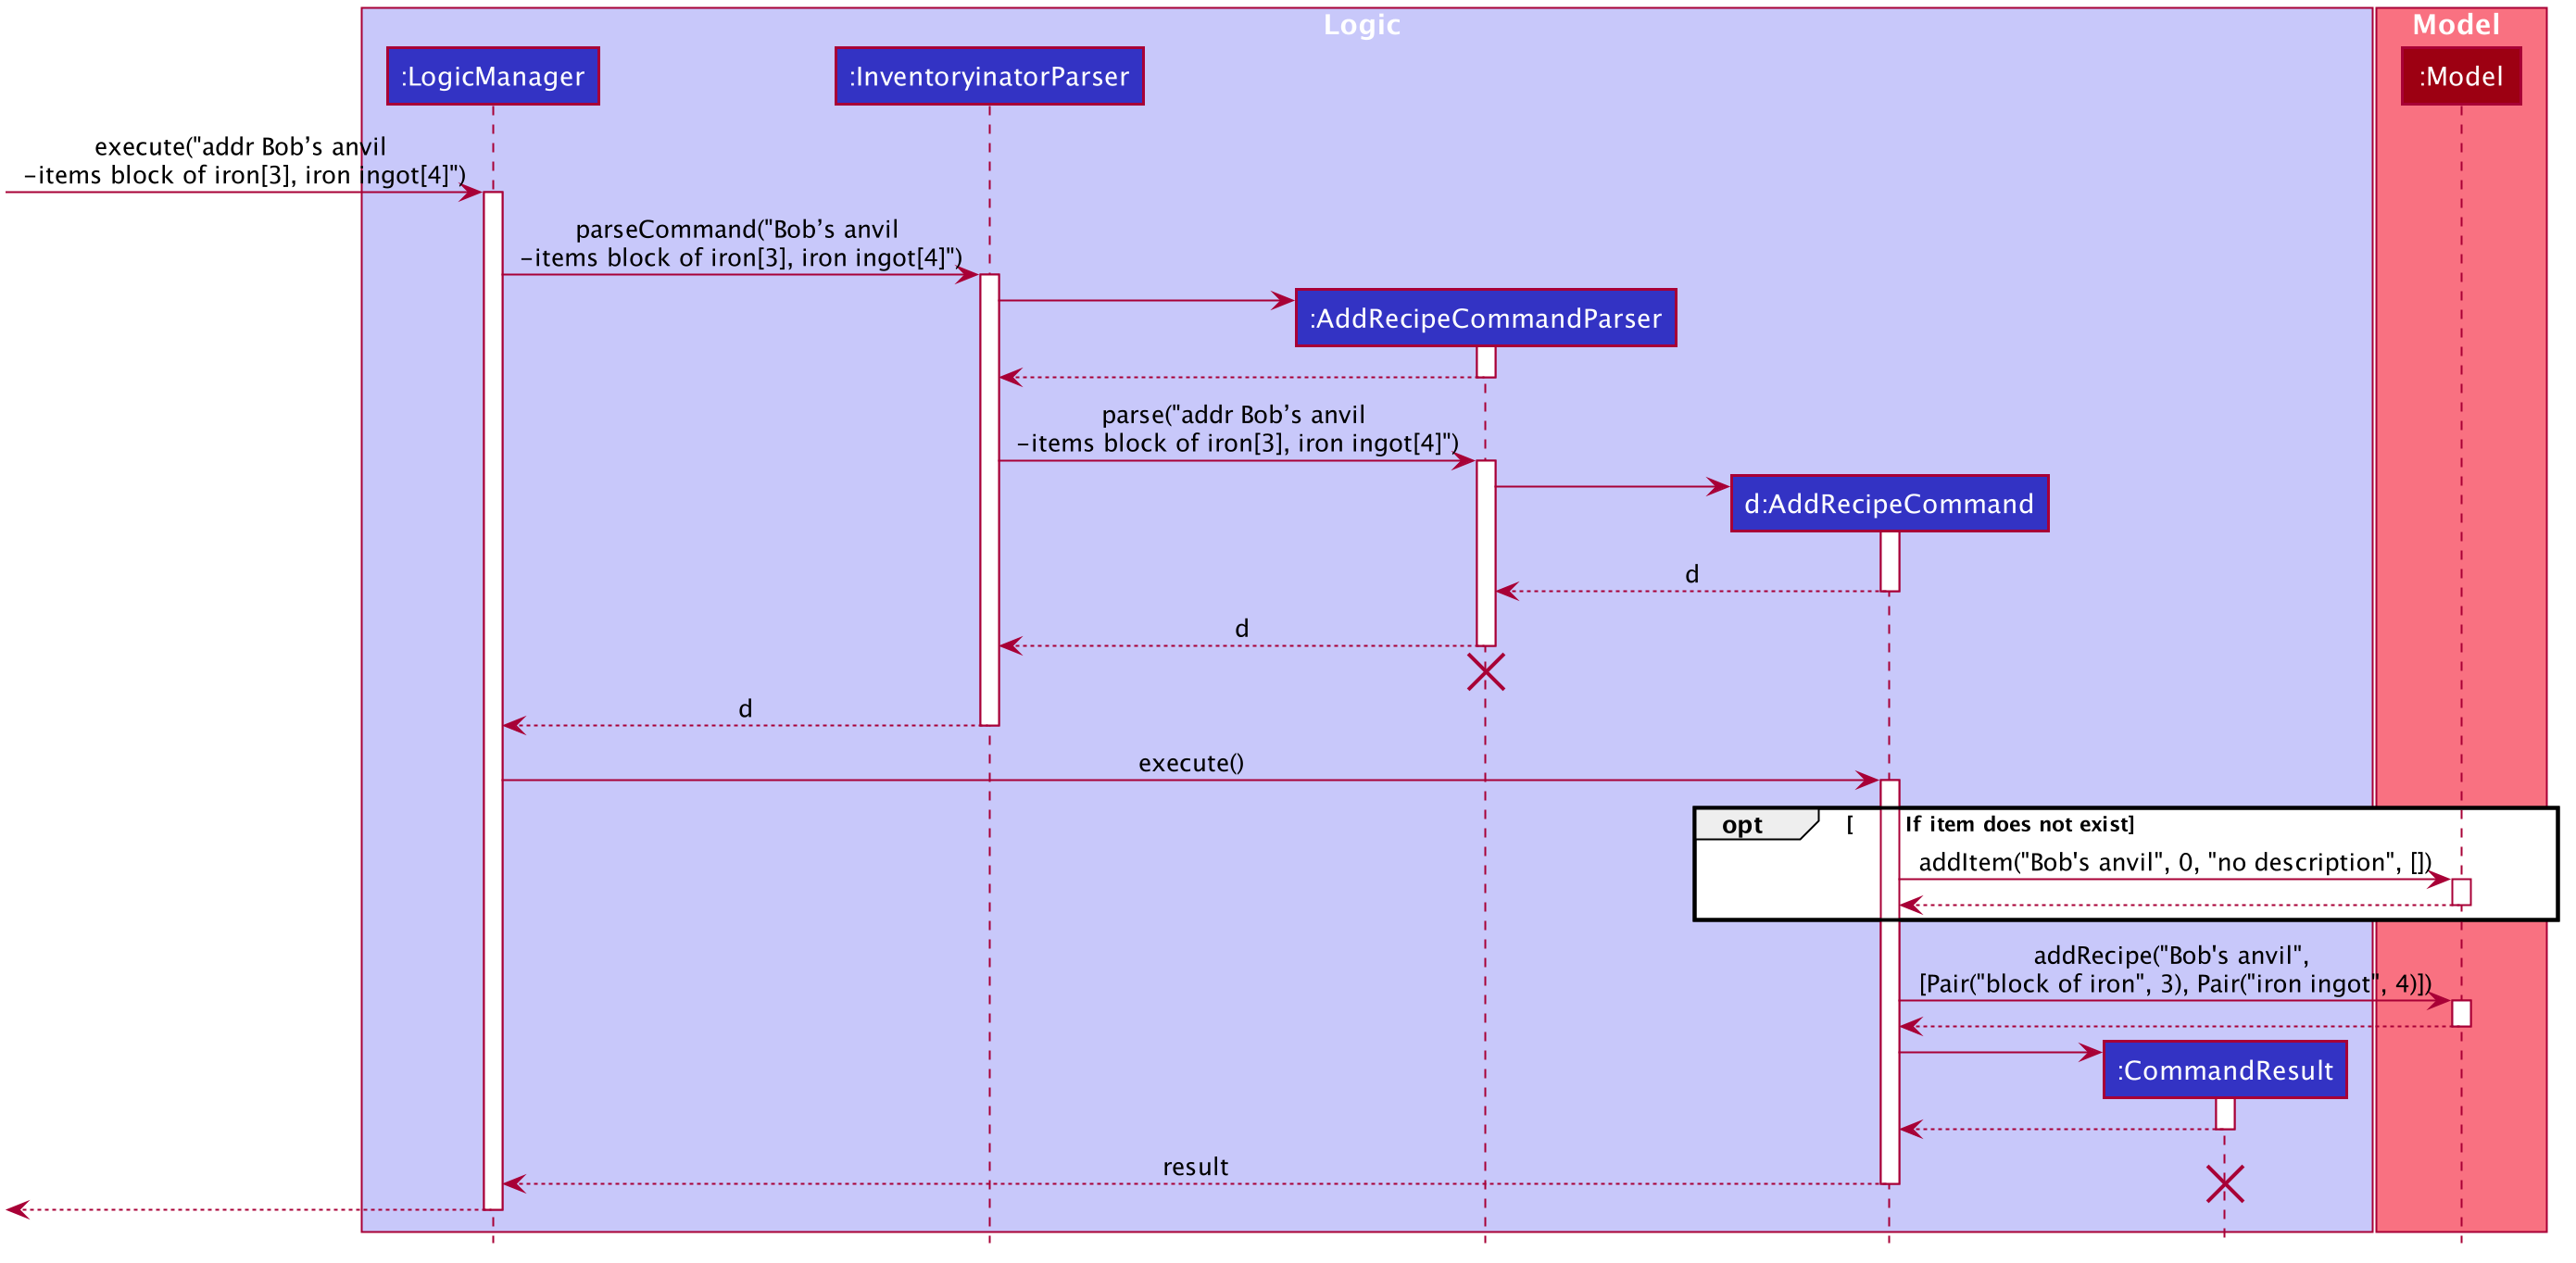 Logic
Model
:LogicManager
:InventoryinatorParser
:Model
execute("addr Bob’s anvil
-items block of iron[3], iron ingot[4]")
parseCommand("Bob’s anvil
-items block of iron[3], iron ingot[4]")
:AddRecipeCommandParser
parse("addr Bob’s anvil
-items block of iron[3], iron ingot[4]")
d:AddRecipeCommand
d
d
d
execute()
opt [ If item does not exist]
addItem("Bob's anvil", 0, "no description", [])
addRecipe("Bob's anvil",
[Pair("block of iron", 3), Pair("iron ingot", 4)])
:CommandResult
result